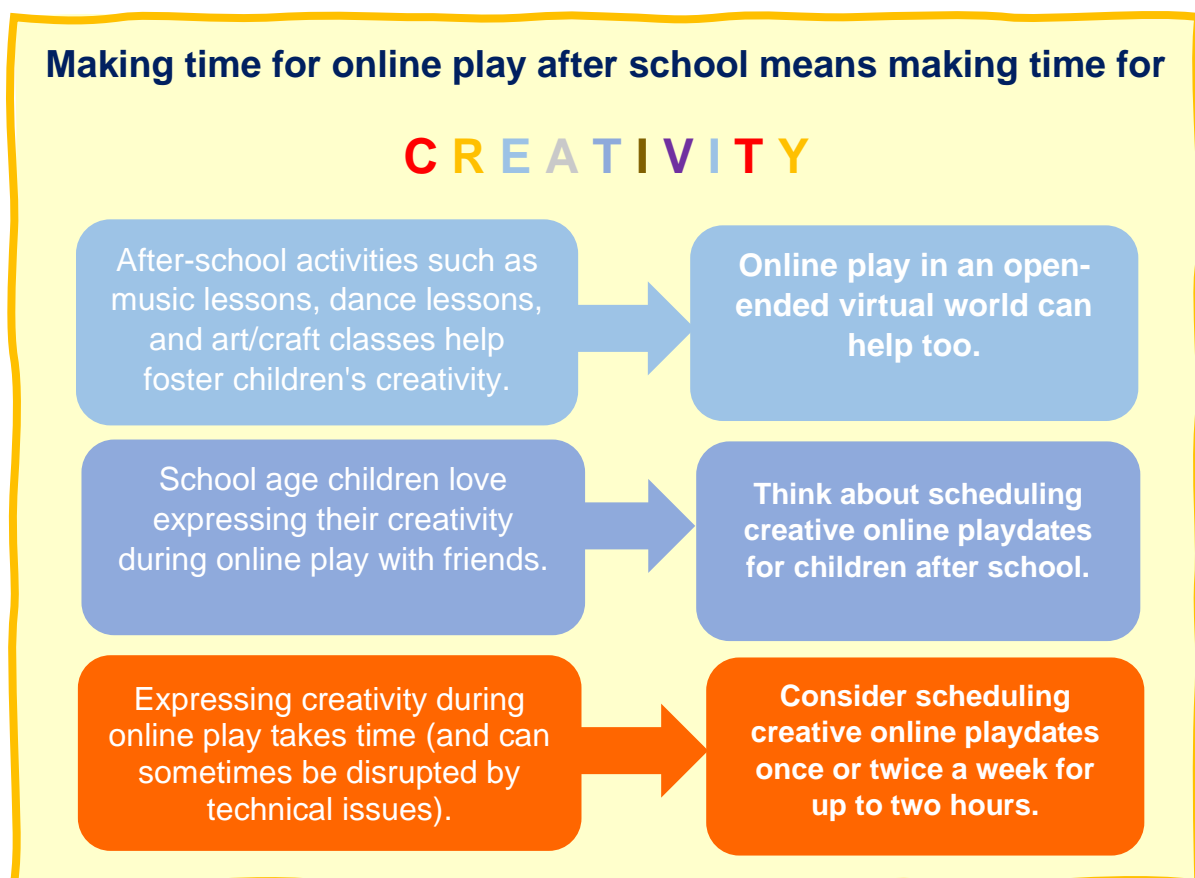 Making time for online play after school means making time for
C R E A T I V I T Y
After-school activities such as
music lessons, dance lessons,
and art/craft classes help
foster children's creativity.
Online play in an open-
ended virtual world can
help too.
School age children love
expressing their creativity
during online play with friends.
Think about scheduling
creative online playdates
for children after school.
Expressing creativity during
online play takes time (and can
sometimes be disrupted by
technical issues).
Consider scheduling
creative online playdates
once or twice a week for
up to two hours.